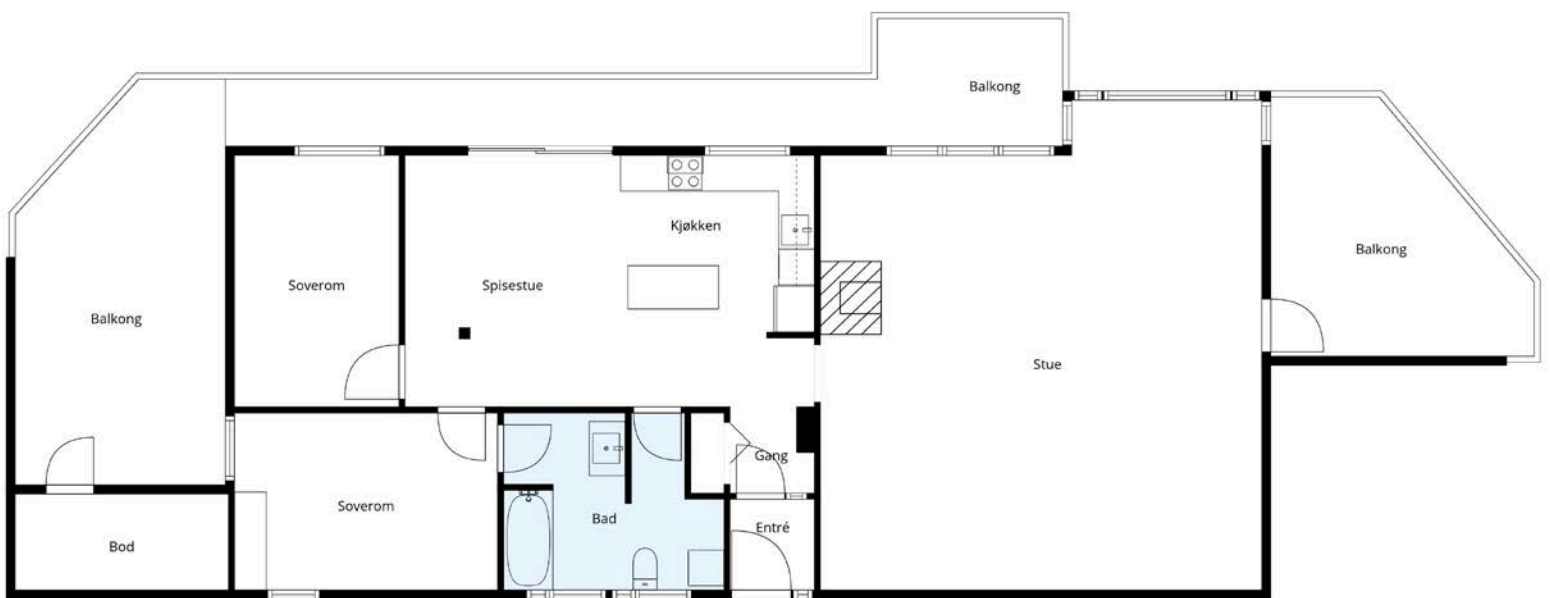 Balkong
Kjøkken
Balkong
Soverom
Spisestue
Balkong
Stue
Gang
Soverom
Bad
Entré
Bod